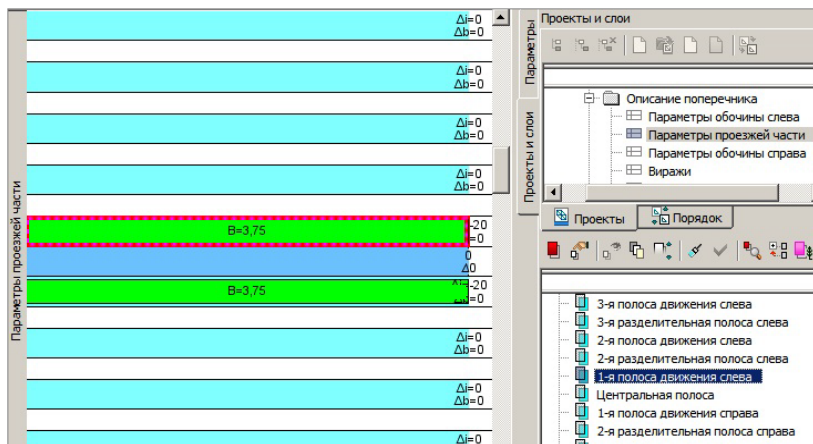 Параметры проезжей части
Δi=0
Δb=0
Δi=0
Δb=0
Δi=0
Δb=0
Δi=0
Δb=0
B=3,75
-20
=0
0
Δ0
B=3,75
-20
=0
Δi=0
Δb=0
Δi=0
Δb=0
Δi=0
Параметры
Проекты и слои
Проекты и слои
Описание поперечника
Параметры обочины слева
Параметры проезжей части
Параметры обочины справа
Виражи
Проекты
Порядок
3-я полоса движения слева
3-я разделительная полоса слева
2-я полоса движения слева
2-я разделительная полоса слева
1-я полоса движения слева
Центральная полоса
1-я полоса движения справа
2-я разделительная полоса справа